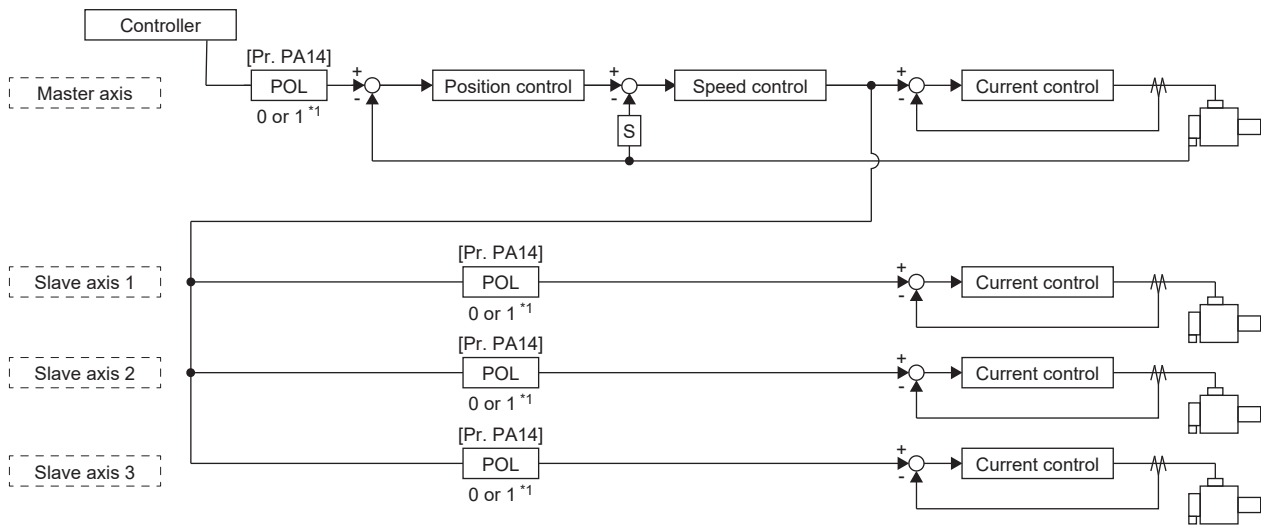 Controller
[Pr. PA14]
Master axis
+
POL
-
Position control
+
-
Speed control
+
-
Current control
0 or 1 *1
S
[Pr. PA14]
Slave axis 1
POL
+
-
Current control
0 or 1 *1
[Pr. PA14]
Slave axis 2
POL
+
-
Current control
0 or 1 *1
[Pr. PA14]
Slave axis 3
POL
+
-
Current control
0 or 1 *1